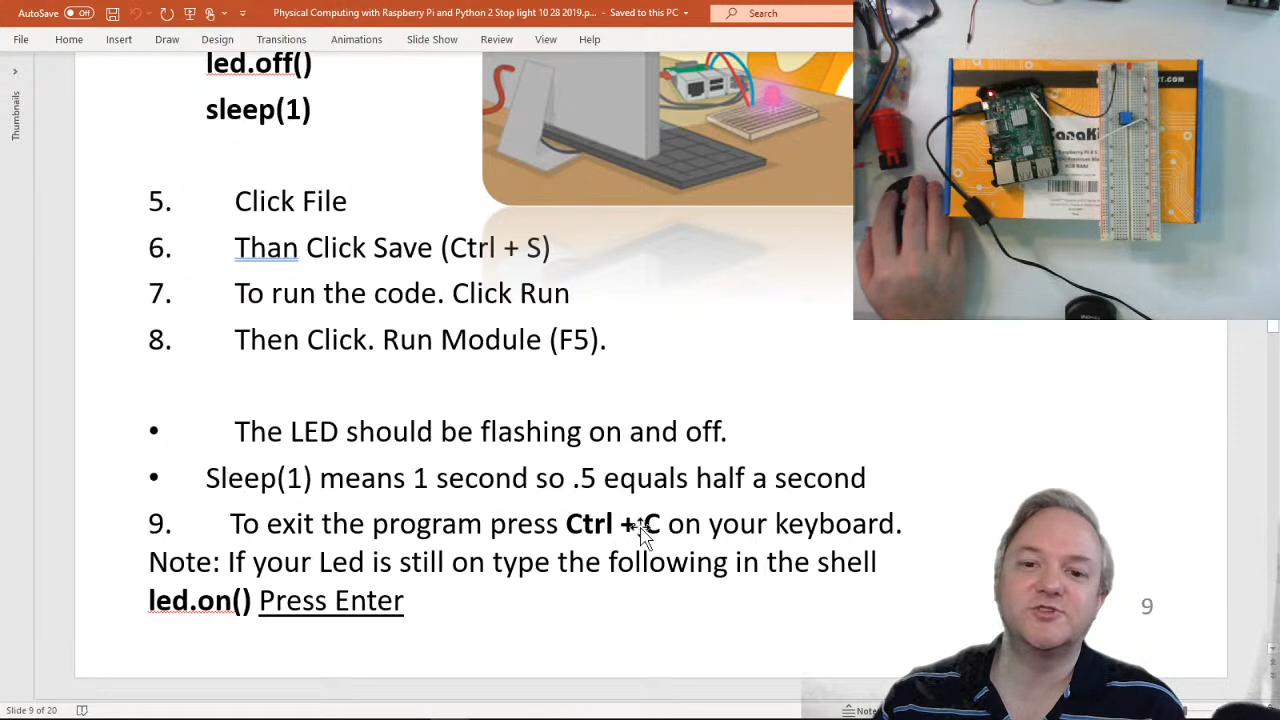 AutoSave Off Physical Computing with Raspberry Pi and Python 2 Stop light 10 28 2019.p... - Saved to this PC Search
File Home Insert Draw Design Transitions Animations Slide Show Review View Help
Thumbnails
led.off()
sleep(1)
5. Click File
6. Than Click Save (Ctrl + S)
7. To run the code. Click Run
8. Then Click. Run Module (F5).
• The LED should be flashing on and off.
• Sleep(1) means 1 second so .5 equals half a second
9. To exit the program press Ctrl + C on your keyboard.
Note: If your Led is still on type the following in the shell
led.on() Press Enter
9
CanaKit
Slide 9 of 20